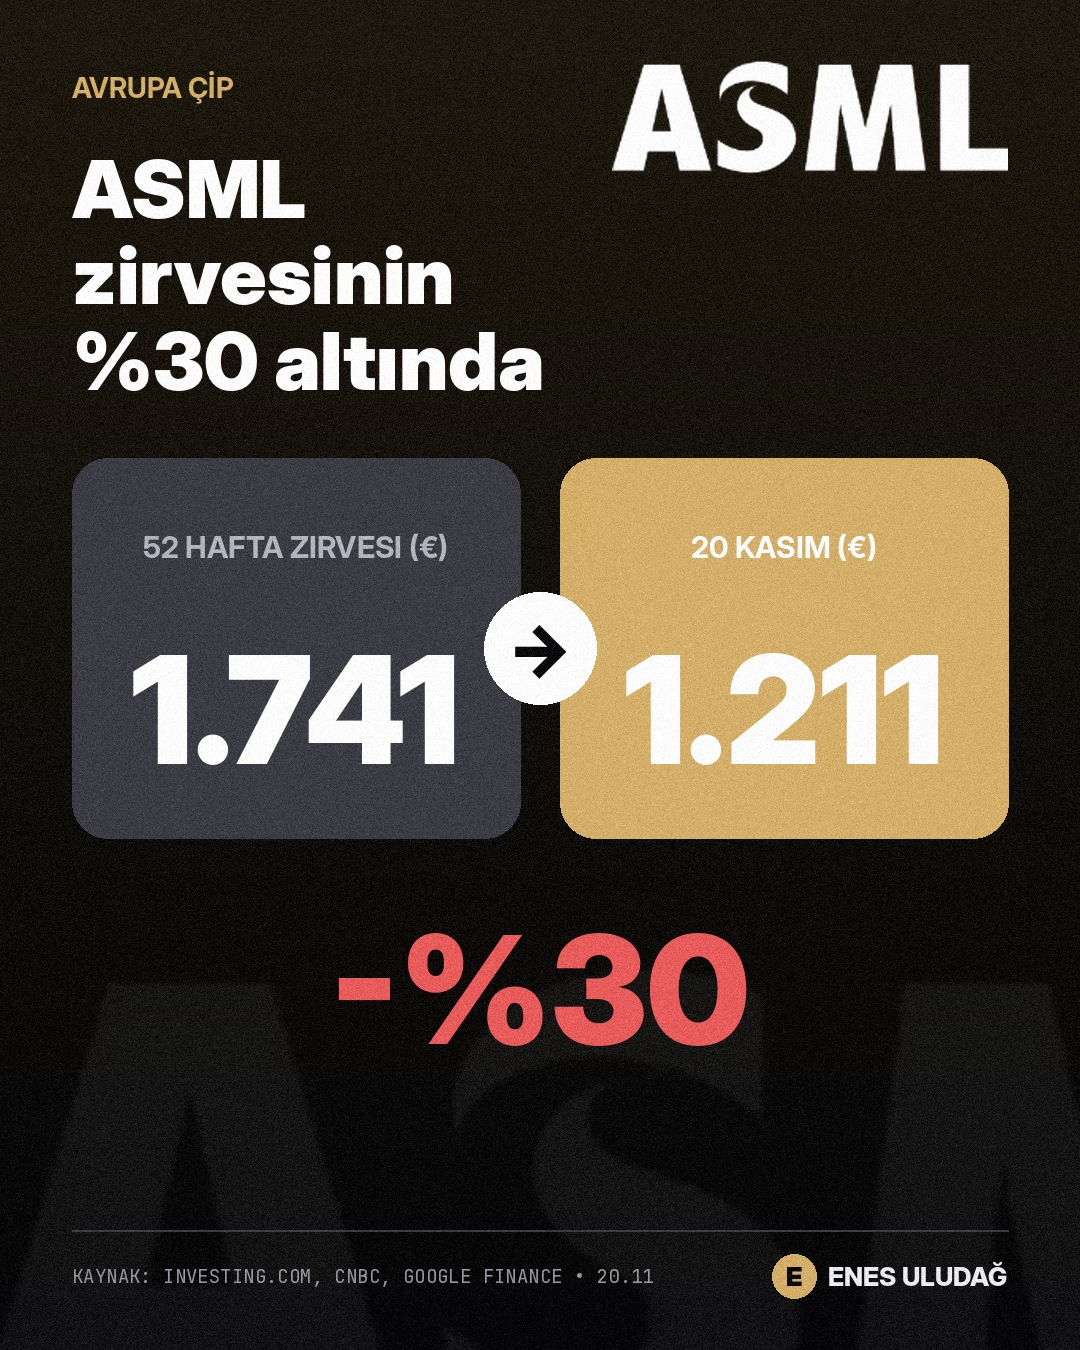 AVRUPA ÇİP
ASML
ASML
zirvesinin
%30 altında
52 HAFTA ZIRVESI (€)
1.741
→
20 KASIM (€)
1.211
-%30
ASM
KAYNAK: INVESTING.COM, CNBC, GOOGLE FINANCE • 20.11
E ENES ULUDAĞ